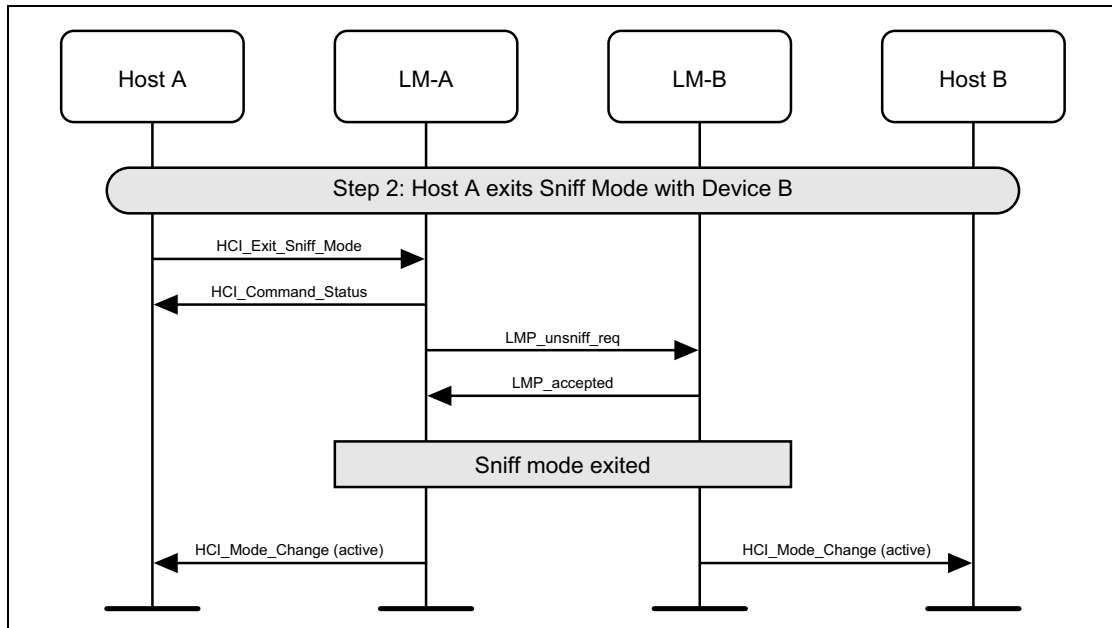 Host A
LM-A
LM-B
Host B
Step 2: Host A exits Sniff Mode with Device B
HCI_Exit_Sniff_Mode
HCI_Command_Status
LMP_unsniff_req
LMP_accepted
Sniff mode exited
HCI_Mode_Change (active)
HCI_Mode_Change (active)